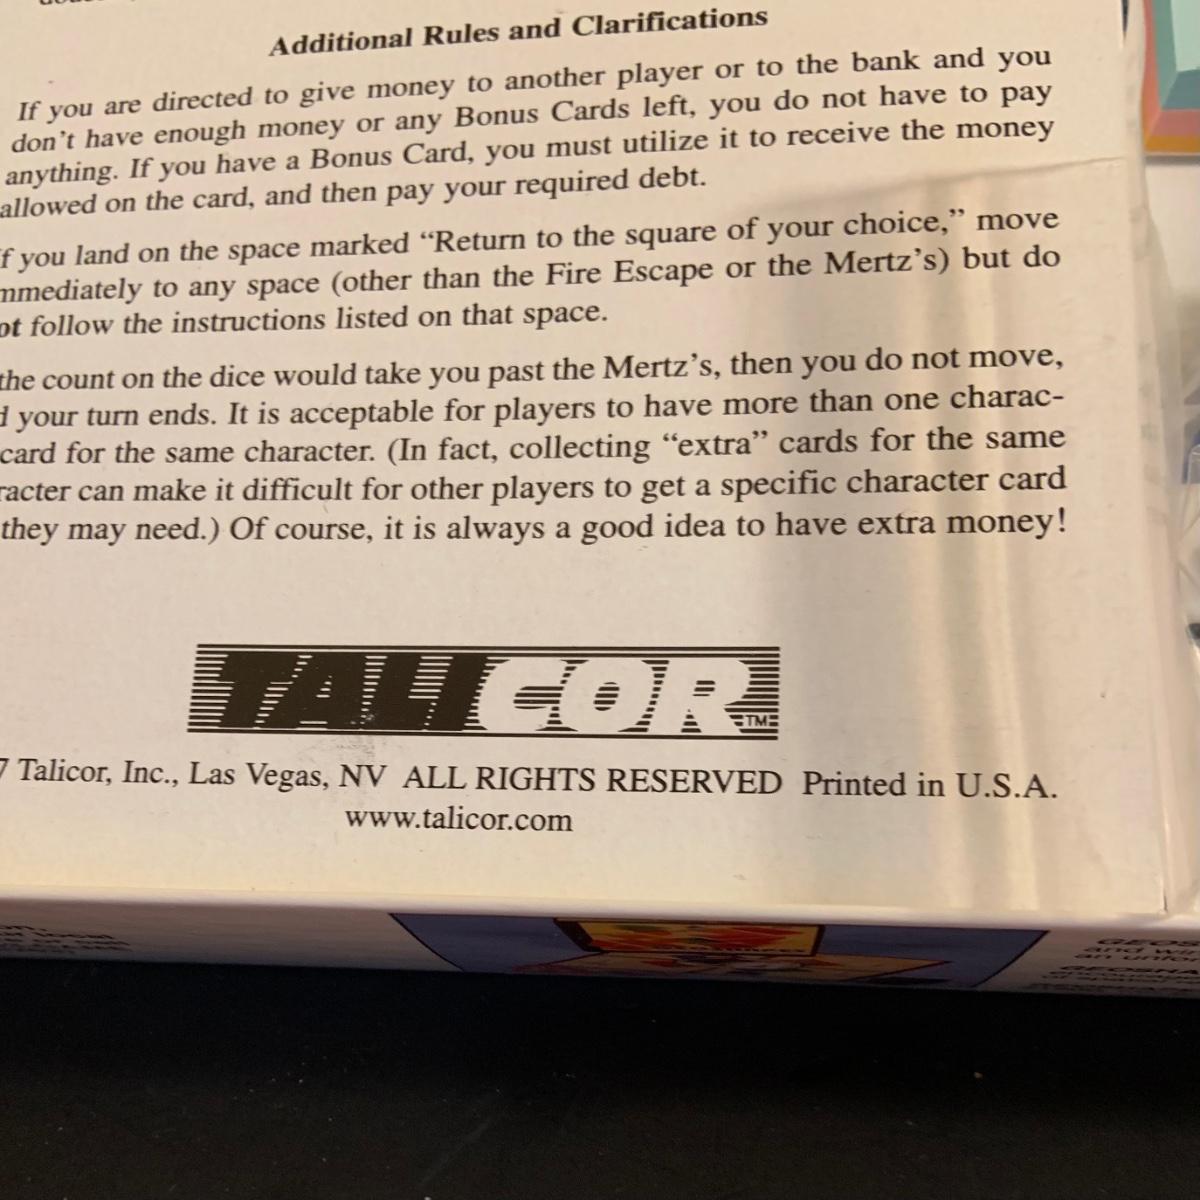 Additional Rules and Clarifications
If you are directed to give money to another player or to the bank and you
don't have enough money or any Bonus Cards left, you do not have to pay
anything. If you have a Bonus Card, you must utilize it to receive the money
allowed on the card, and then pay your required debt.
f you land on the space marked “Return to the square of your choice,” move
mmediately to any space (other than the Fire Escape or the Mertz's) but do
ot follow the instructions listed on that space.
the count on the dice would take you past the Mertz's, then you do not move,
d your turn ends. It is acceptable for players to have more than one charac-
card for the same character. (In fact, collecting “extra” cards for the same
racter can make it difficult for other players to get a specific character card
they may need.) Of course, it is always a good idea to have extra money!
TALICOR TM
7 Talicor, Inc., Las Vegas, NV ALL RIGHTS RESERVED Printed in U.S.A.
www.talicor.com